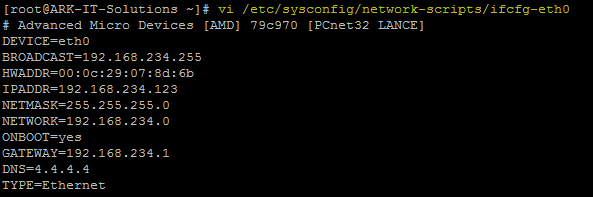 [root@ARK-IT-Solutions ~]# vi /etc/sysconfig/network-scripts/ifcfg-eth0
# Advanced Micro Devices [AMD] 79c970 [PCnet32 LANCE]
DEVICE=eth0
BROADCAST=192.168.234.255
HWADDR=00:0c:29:07:8d:6b
IPADDR=192.168.234.123
NETMASK=255.255.255.0
NETWORK=192.168.234.0
ONBOOT=yes
GATEWAY=192.168.234.1
DNS=4.4.4.4
TYPE=Ethernet